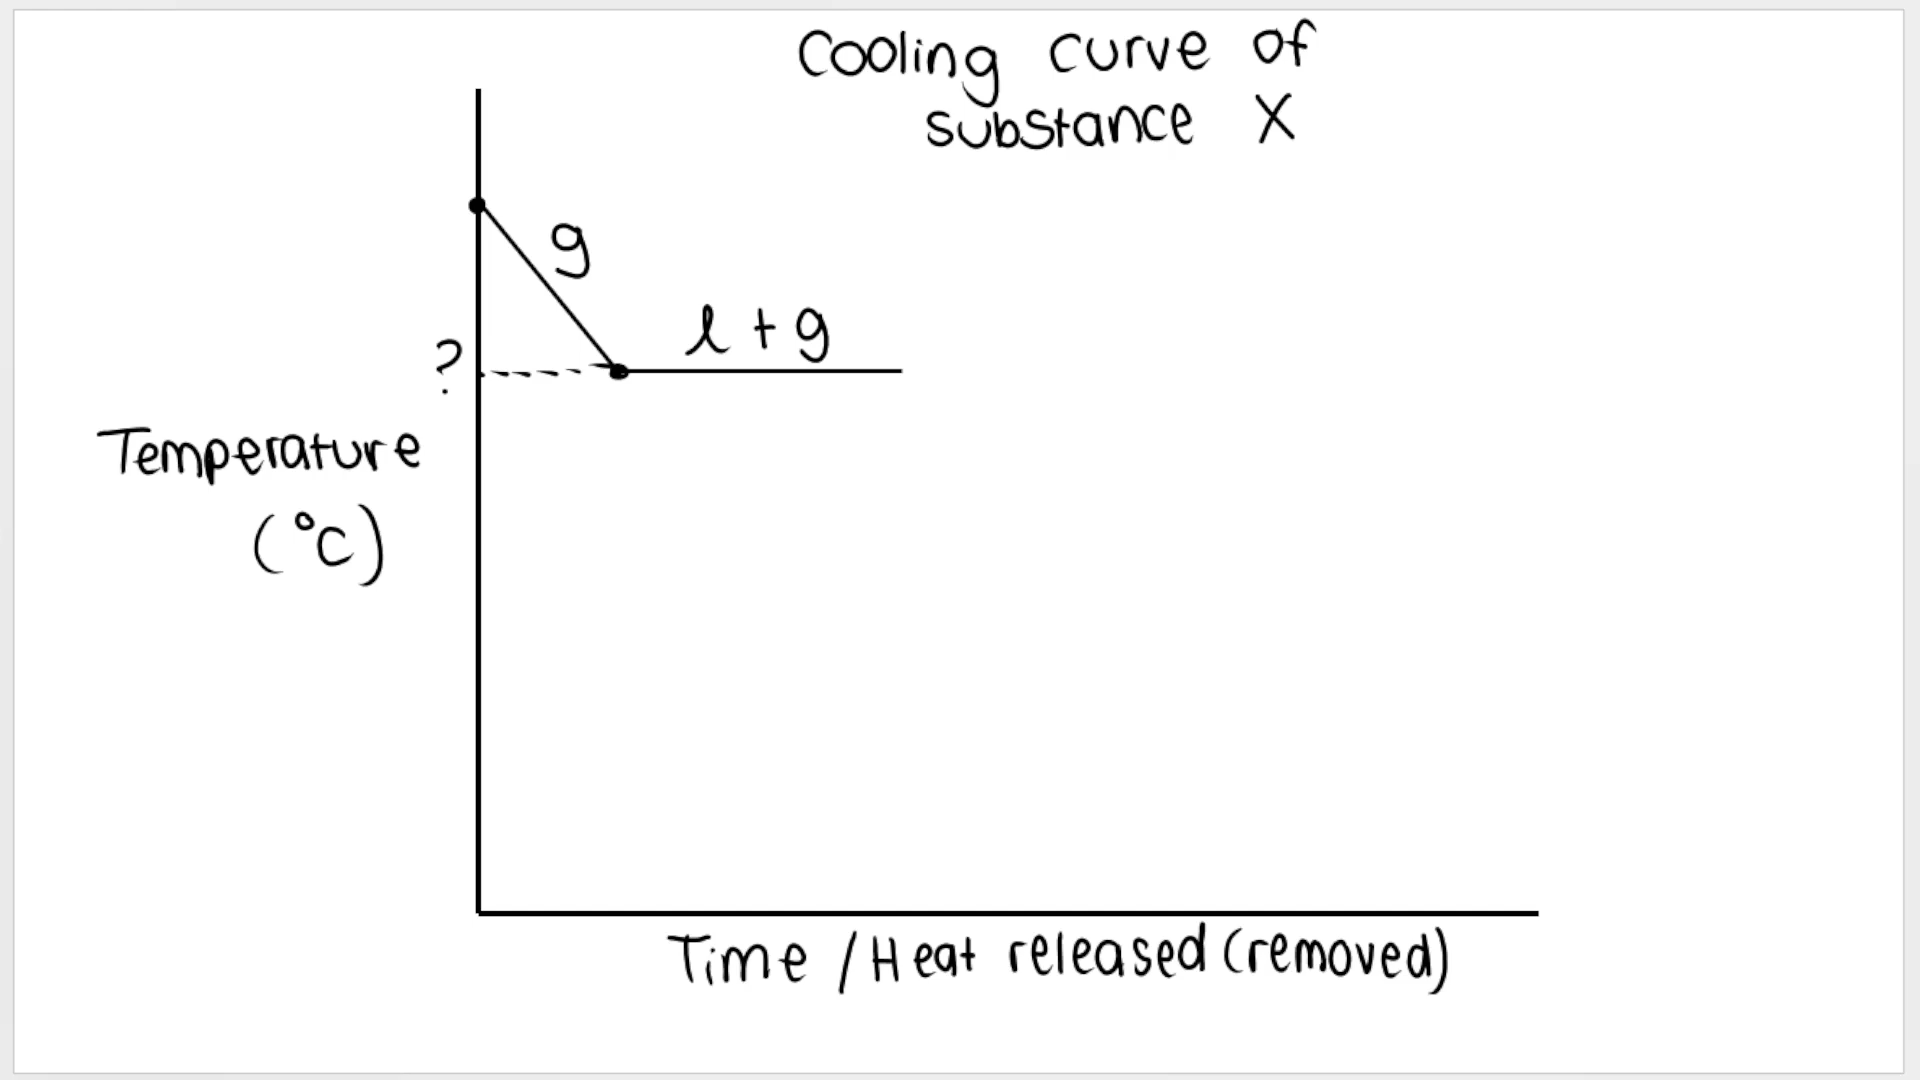 Cooling curve of
substance X
g
l + g
?
Temperature
(°C)
Time / Heat released (removed)